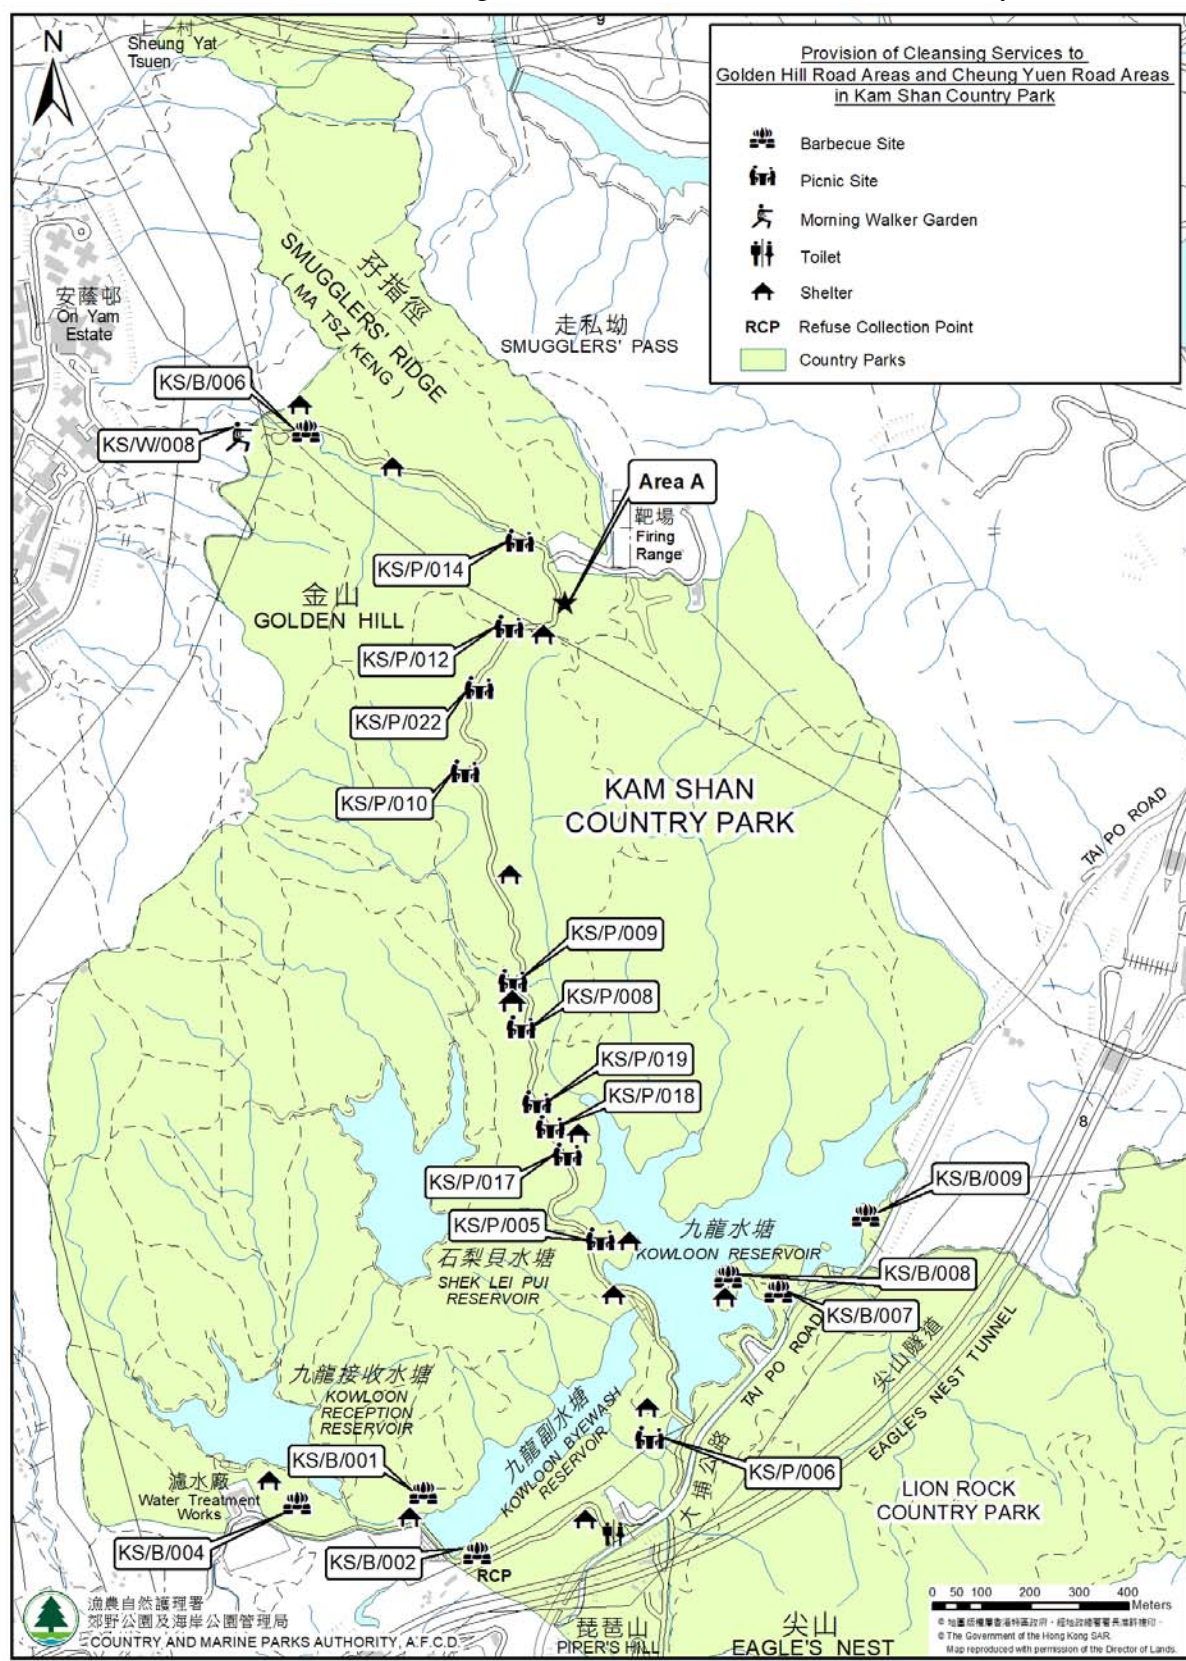 N
上一村
Sheung Yat
Tsuen
9
Provision of Cleansing Services to
Golden Hill Road Areas and Cheung Yuen Road Areas
in Kam Shan Country Park
Barbecue Site
Picnic Site
Morning Walker Garden
Toilet
Shelter
RCP Refuse Collection Point
Country Parks
孖指徑
SMUGGLERS' RIDGE
( MA TSZ KENG )
安蔭邨
On Yam
Estate
走私坳
SMUGGLERS' PASS
KS/B/006
KS/W/008
Area A
靶場
Firing
Range
KS/P/014
金山
GOLDEN HILL
KS/P/012
KS/P/022
KS/P/010
KAM SHAN
COUNTRY PARK
TAI PO ROAD
KS/P/009
KS/P/008
KS/P/019
KS/P/018
8
KS/P/017
KS/B/009
KS/P/005
九龍水塘
KOWLOON RESERVOIR
石梨貝水塘
SHEK LEI PUI
RESERVOIR
KS/B/008
KS/B/007
TAI PO ROAD
尖山隧道
EAGLE'S NEST TUNNEL
九龍接收水塘
KOWLOON
RECEPTION
RESERVOIR
九龍副水塘
KOWLOON BYEWASH
RESERVOIR
大埔公路
KS/B/001
KS/P/006
濾水廠
Water Treatment
Works
LION ROCK
COUNTRY PARK
KS/B/004
KS/B/002
RCP
漁農自然護理署
郊野公園及海岸公園管理局
COUNTRY AND MARINE PARKS AUTHORITY, A.F.C.D.
琵琶山
PIPER'S HILL
尖山
EAGLE'S NEST
0 50 100 200 300 400
Meters
© The Government of the Hong Kong SAR.
Map reproduced with permission of the Director of Lands.